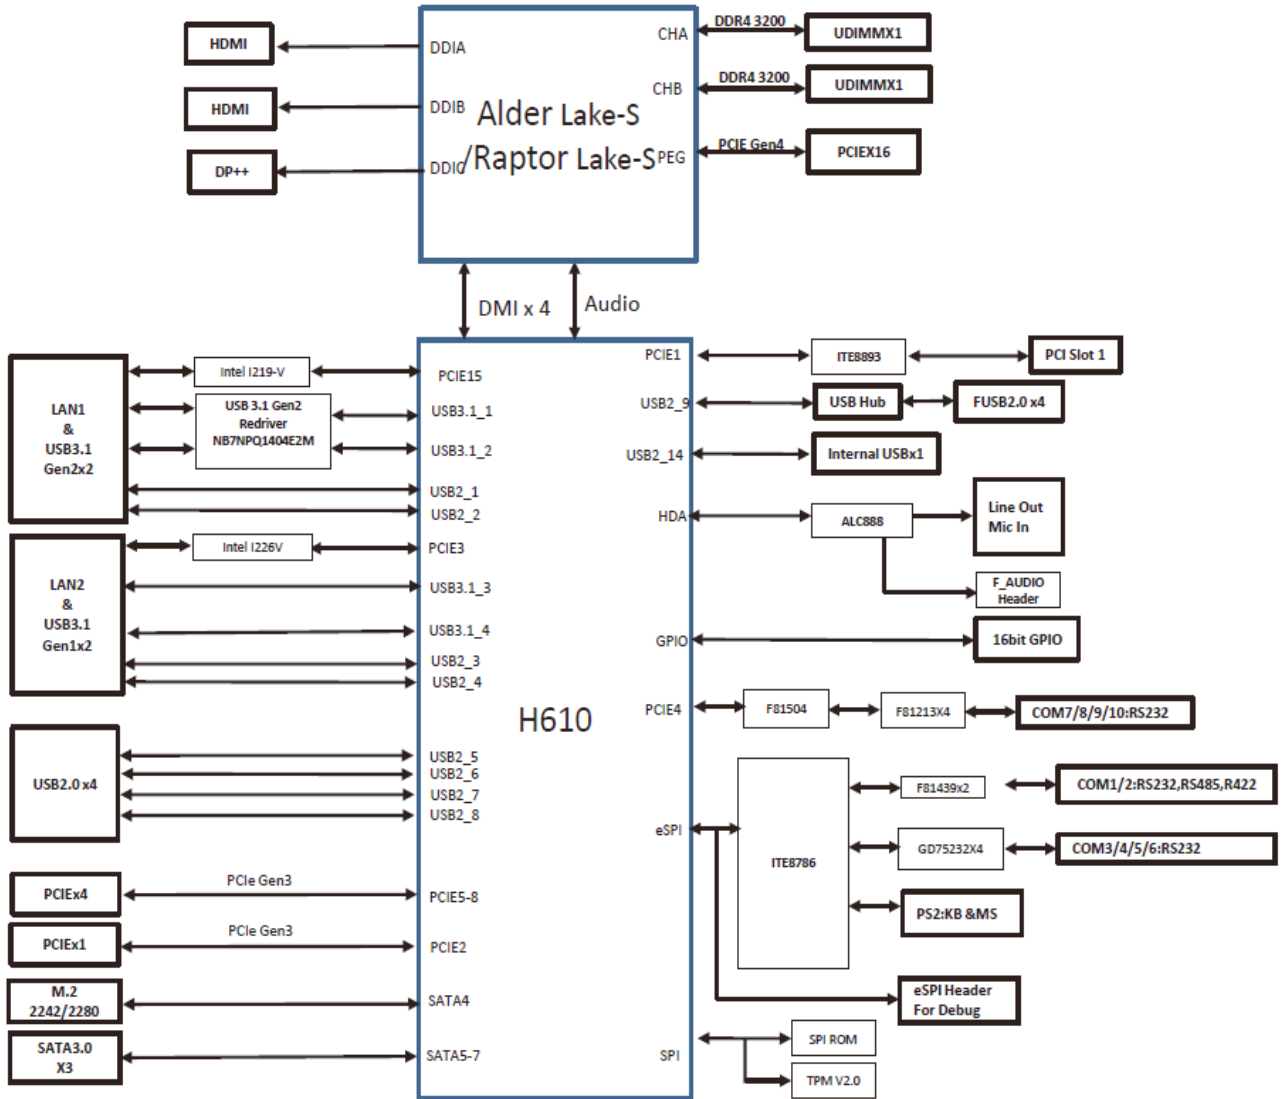 HDMI
DDIA
CHA
DDR4 3200
UDIMMX1
HDMI
DDIB
CHB
DDR4 3200
UDIMMX1
Alder Lake-S
/Raptor Lake-S
DP++
DDIC
PEG
PCIE Gen4
PCIEX16
DMI x 4
Audio
H610
LAN1
&
USB3.1
Gen2x2
Intel I219-V
PCIE15
USB 3.1 Gen2
Redriver
NB7NPQ1404E2M
USB3.1_1
USB3.1_2
USB2_1
USB2_2
LAN2
&
USB3.1
Gen1x2
Intel I226V
PCIE3
USB3.1_3
USB3.1_4
USB2_3
USB2_4
USB2.0 x4
USB2_5
USB2_6
USB2_7
USB2_8
PCIEx4
PCIe Gen3
PCIE5-8
PCIEx1
PCIe Gen3
PCIE2
M.2
2242/2280
SATA4
SATA3.0
X3
SATA5-7
PCIE1
ITE8893
PCI Slot 1
USB2_9
USB Hub
FUSB2.0 x4
USB2_14
Internal USBx1
HDA
ALC888
Line Out
Mic In
F_AUDIO
Header
GPIO
16bit GPIO
PCIE4
F81504
F81213X4
COM7/8/9/10:RS232
eSPI
ITE8786
F81439x2
COM1/2:RS232,RS485,R422
GD75232X4
COM3/4/5/6:RS232
PS2:KB &MS
eSPI Header
For Debug
SPI
SPI ROM
TPM V2.0